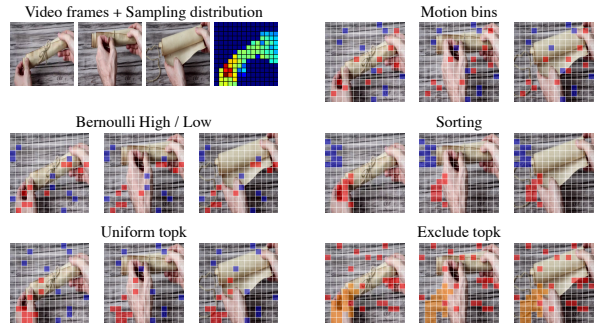 Video frames + Sampling distribution
Motion bins
Bernoulli High / Low
Sorting
Uniform topk
Exclude topk